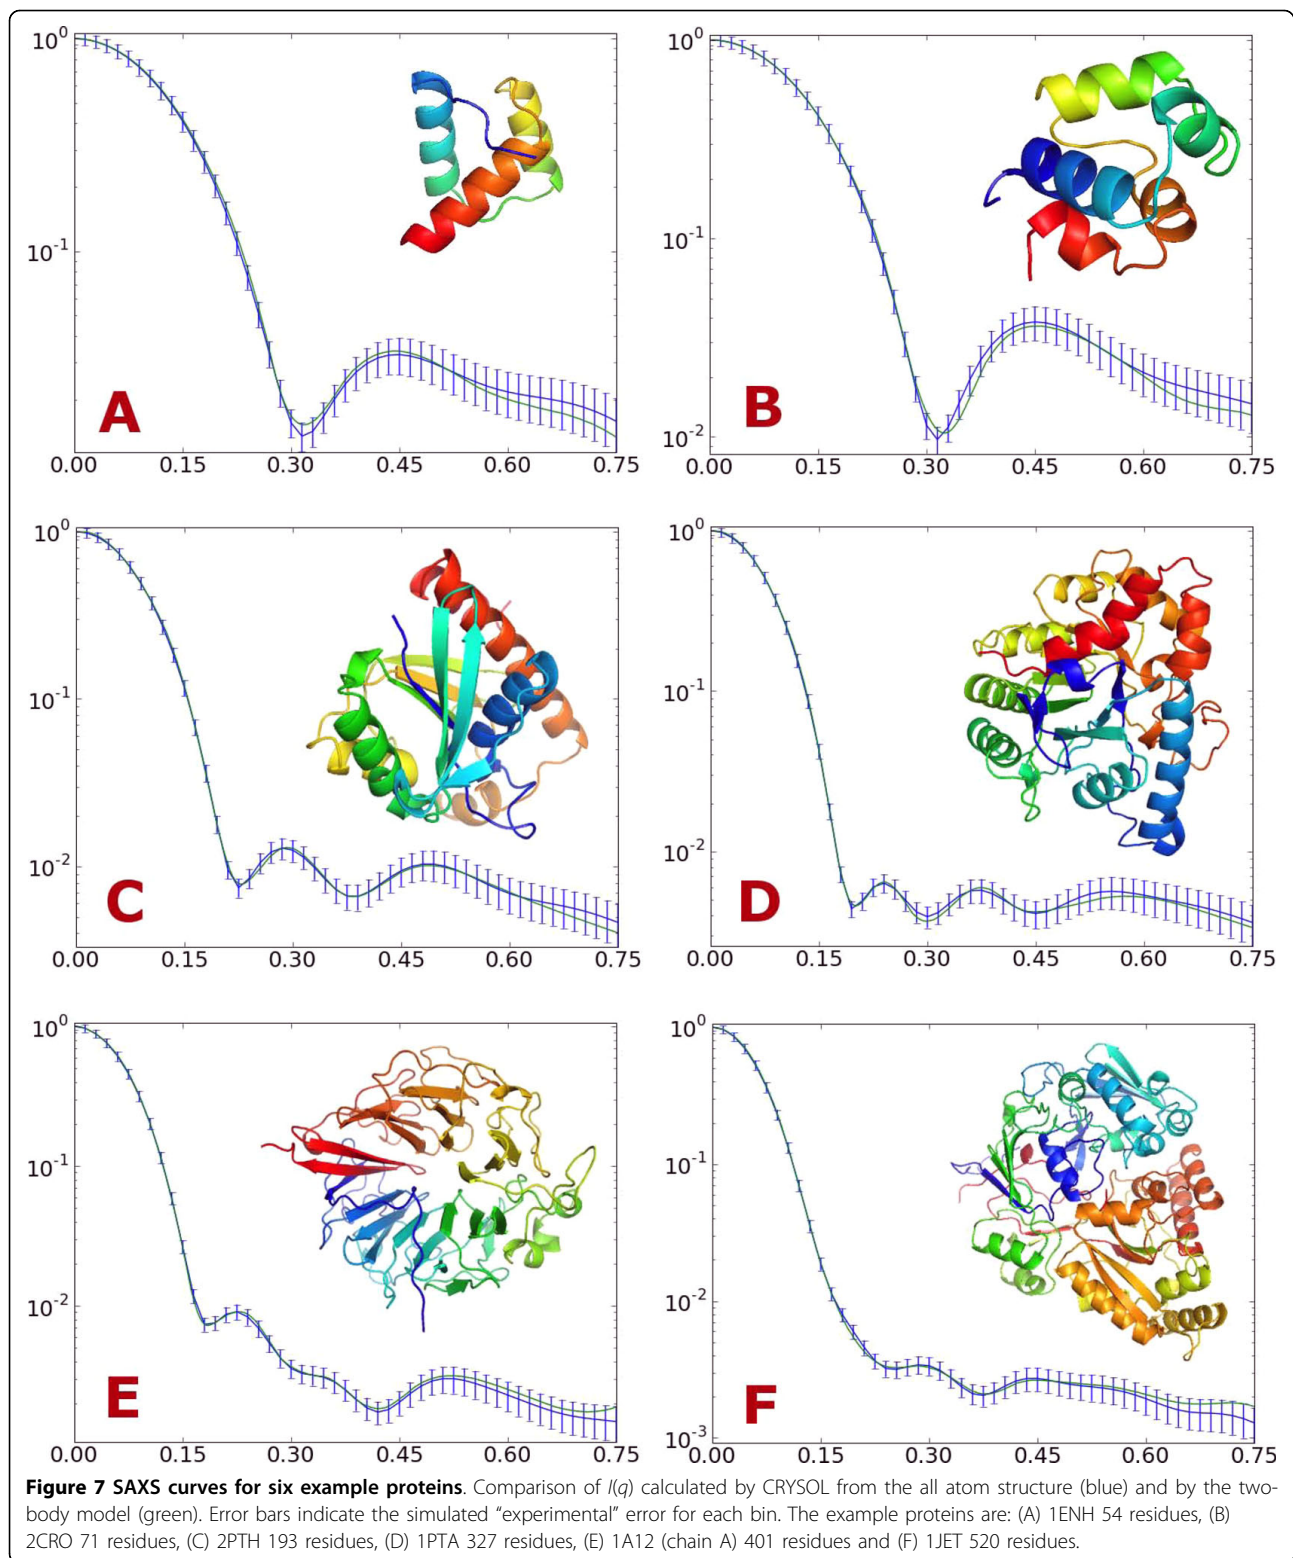 10^0
10^-1
A
0.00 0.15 0.30 0.45 0.60 0.75
10^0
10^-1
10^-2
B
0.00 0.15 0.30 0.45 0.60 0.75
10^0
10^-1
10^-2
C
0.00 0.15 0.30 0.45 0.60 0.75
10^0
10^-1
10^-2
D
0.00 0.15 0.30 0.45 0.60 0.75
10^0
10^-1
10^-2
E
0.00 0.15 0.30 0.45 0.60 0.75
10^0
10^-1
10^-2
10^-3
F
0.00 0.15 0.30 0.45 0.60 0.75
Figure 7 SAXS curves for six example proteins. Comparison of I(q) calculated by CRYSOL from the all atom structure (blue) and by the two-
body model (green). Error bars indicate the simulated “experimental” error for each bin. The example proteins are: (A) 1ENH 54 residues, (B)
2CRO 71 residues, (C) 2PTH 193 residues, (D) 1PTA 327 residues, (E) 1A12 (chain A) 401 residues and (F) 1JET 520 residues.